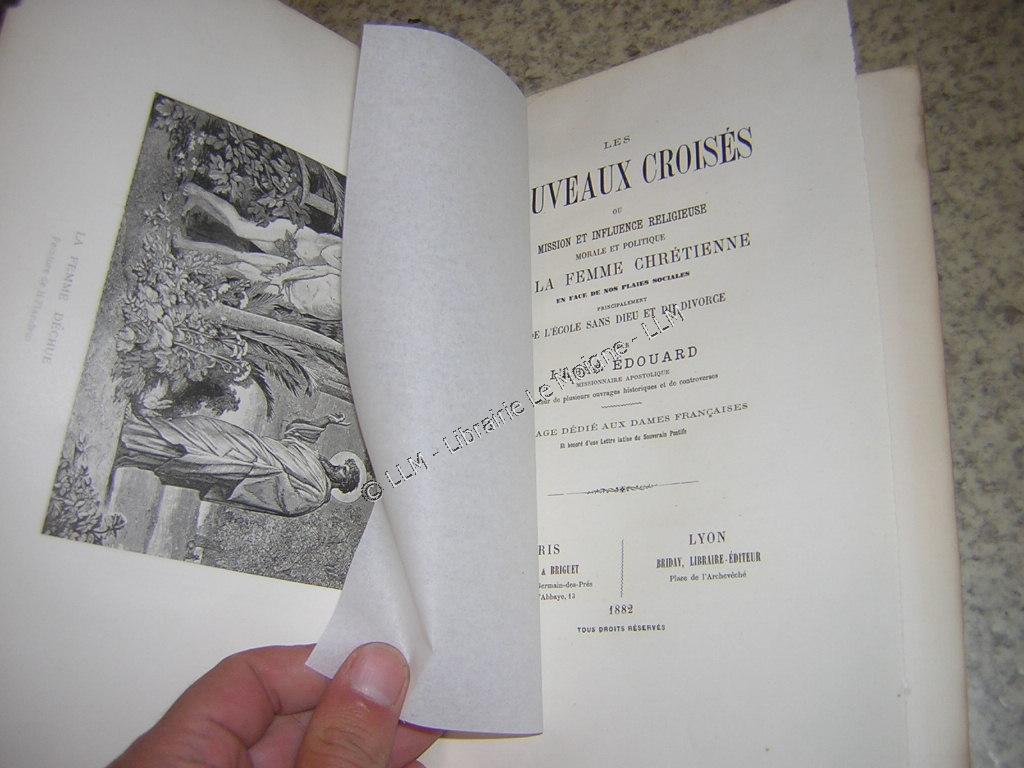 LA FEMME DÉCHUE
LES
UVEAUX CROISÉS
OU
MISSION ET INFLUENCE RELIGIEUSE
MORALE ET POLITIQUE
LA FEMME CHRÉTIENNE
EN FACE DE NOS PLAIES SOCIALES
PRINCIPALEMENT
DE L'ÉCOLE SANS DIEU ET DU DIVORCE
ÉDOUARD
MISSIONNAIRE APOSTOLIQUE
ur de plusieurs ouvrages historiques et de controverses
AGE DÉDIÉ AUX DAMES FRANÇAISES
Et honoré d'une Lettre latine du Souverain Pontife
RIS
& BRIGUET
Germain-des-Prés
'Abbaye, 13
LYON
BRIDAY, LIBRAIRE-ÉDITEUR
Place de l'Archevêché
1882
TOUS DROITS RÉSERVÉS
© LLM - Librairie Le Moigne - LLM